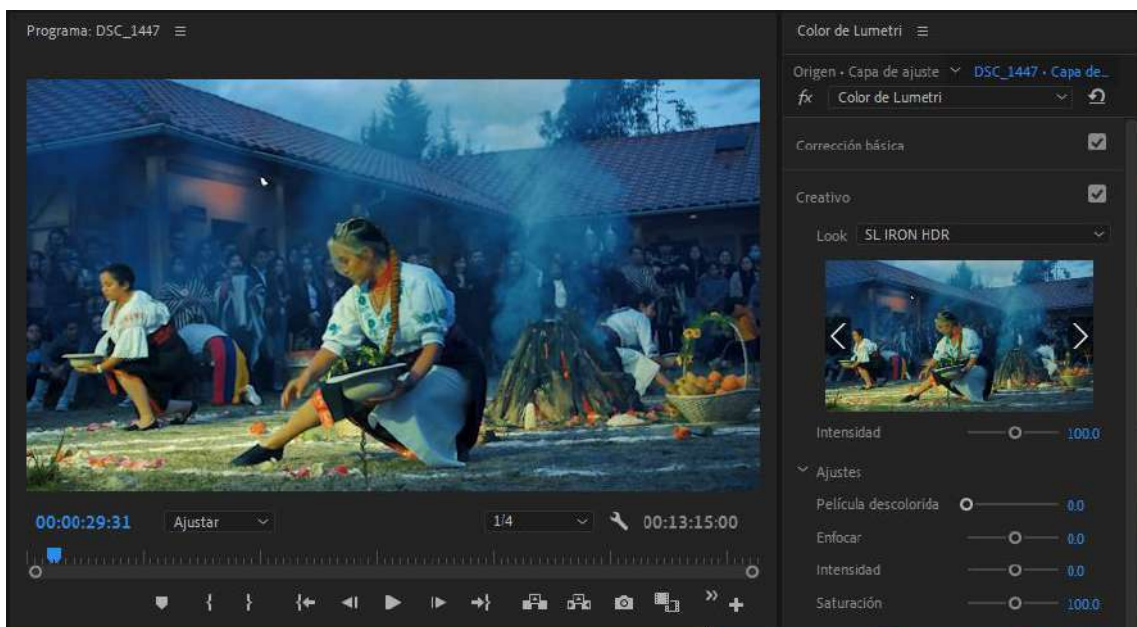 Programa: DSC_1447
00:00:29:31
Ajustar
1/4
00:13:15:00
Color de Lumetri
Origen · Capa de ajuste
DSC_1447 · Capa de...
fx Color de Lumetri
Corrección básica
Creativo
Look SL IRON HDR
Intensidad 100.0
Ajustes
Película descolorida 0.0
Enfocar 0.0
Intensidad 0.0
Saturación 100.0